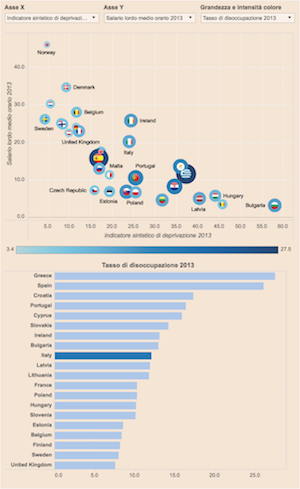 Asse X
Asse Y
Grandezza e intensità colore
Indicatore sintetico di deprivazi...
Salario lordo medio orario 2013
Tasso di disoccupazione 2013
Salario lordo medio orario 2013
Norway
40.0
Denmark
30.0
Belgium
Sweden
Ireland
United Kingdom
20.0
Italy
Malta
Portugal
10.0
Czech Republic
Estonia
Poland
Hungary
Latvia
Bulgaria
0.0
5.0 10.0 15.0 20.0 25.0 30.0 35.0 40.0 45.0 50.0 55.0 60.0
Indicatore sintetico di deprivazione 2013
3.4
27.5
Tasso di disoccupazione 2013
Greece
Spain
Croatia
Portugal
Cyprus
Slovakia
Ireland
Bulgaria
Italy
Latvia
Lithuania
France
Poland
Hungary
Slovenia
Estonia
Belgium
Finland
Sweden
United Kingdom
0.0 5.0 10.0 15.0 20.0 25.0